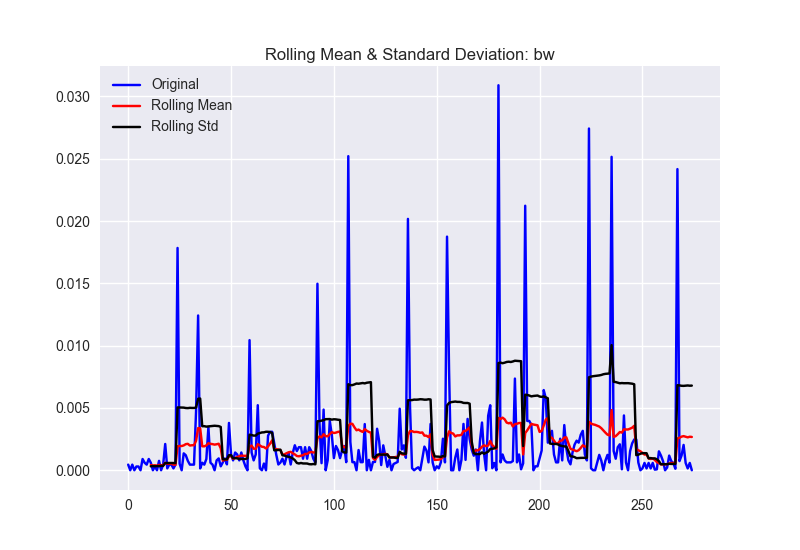 Rolling Mean & Standard Deviation: bw
Original
Rolling Mean
Rolling Std
0.030
0.025
0.020
0.015
0.010
0.005
0.000
0 50 100 150 200 250